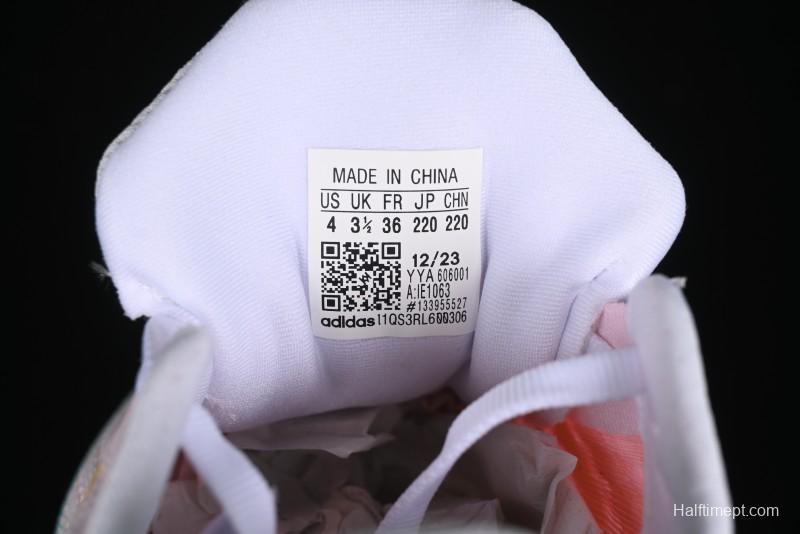 MADE IN CHINA
US UK FR JP CHN
4 3½ 36 220 220
12/23
YYA 606001
A:IE1063
#133955527
adidas I1QS3RL600306
Halftimept.com